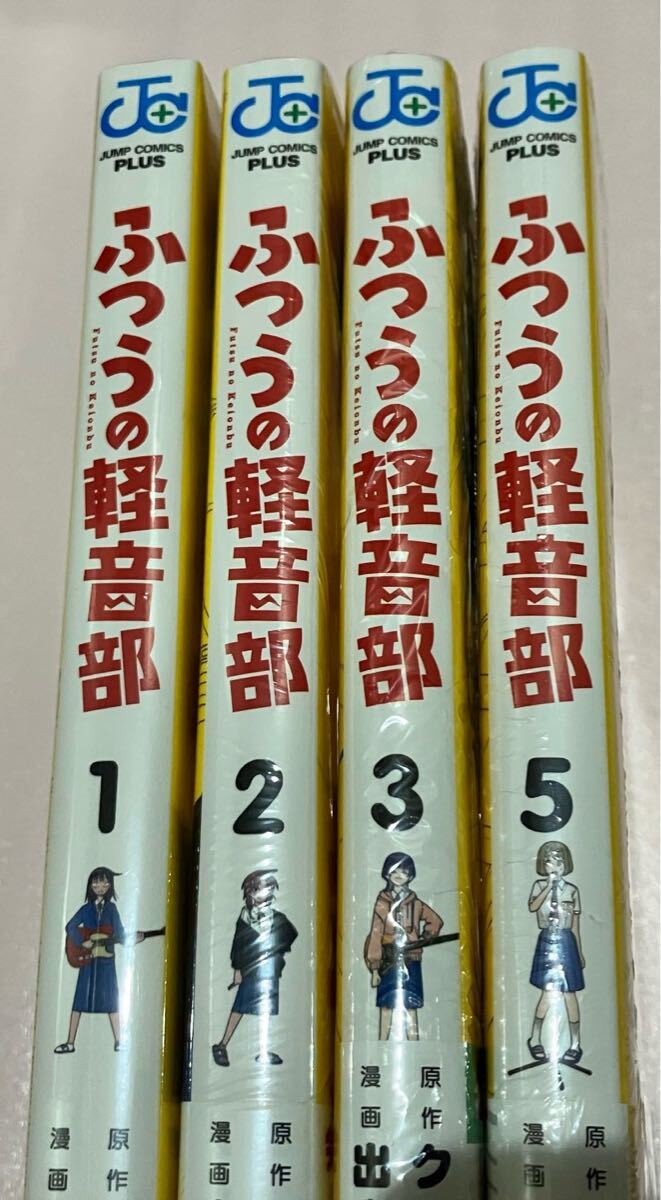 JUMP COMICS
PLUS
ふつうの軽音部
Futsu no Keionbu
1
原作
漫画
JUMP COMICS
PLUS
ふつうの軽音部
Futsu no Keionbu
2
原作
漫画
JUMP COMICS
PLUS
ふつうの軽音部
Futsu no Keionbu
3
原作 ク
漫画 出
JUMP COMICS
PLUS
ふつうの軽音部
Futsu no Keionbu
5
原作
漫画